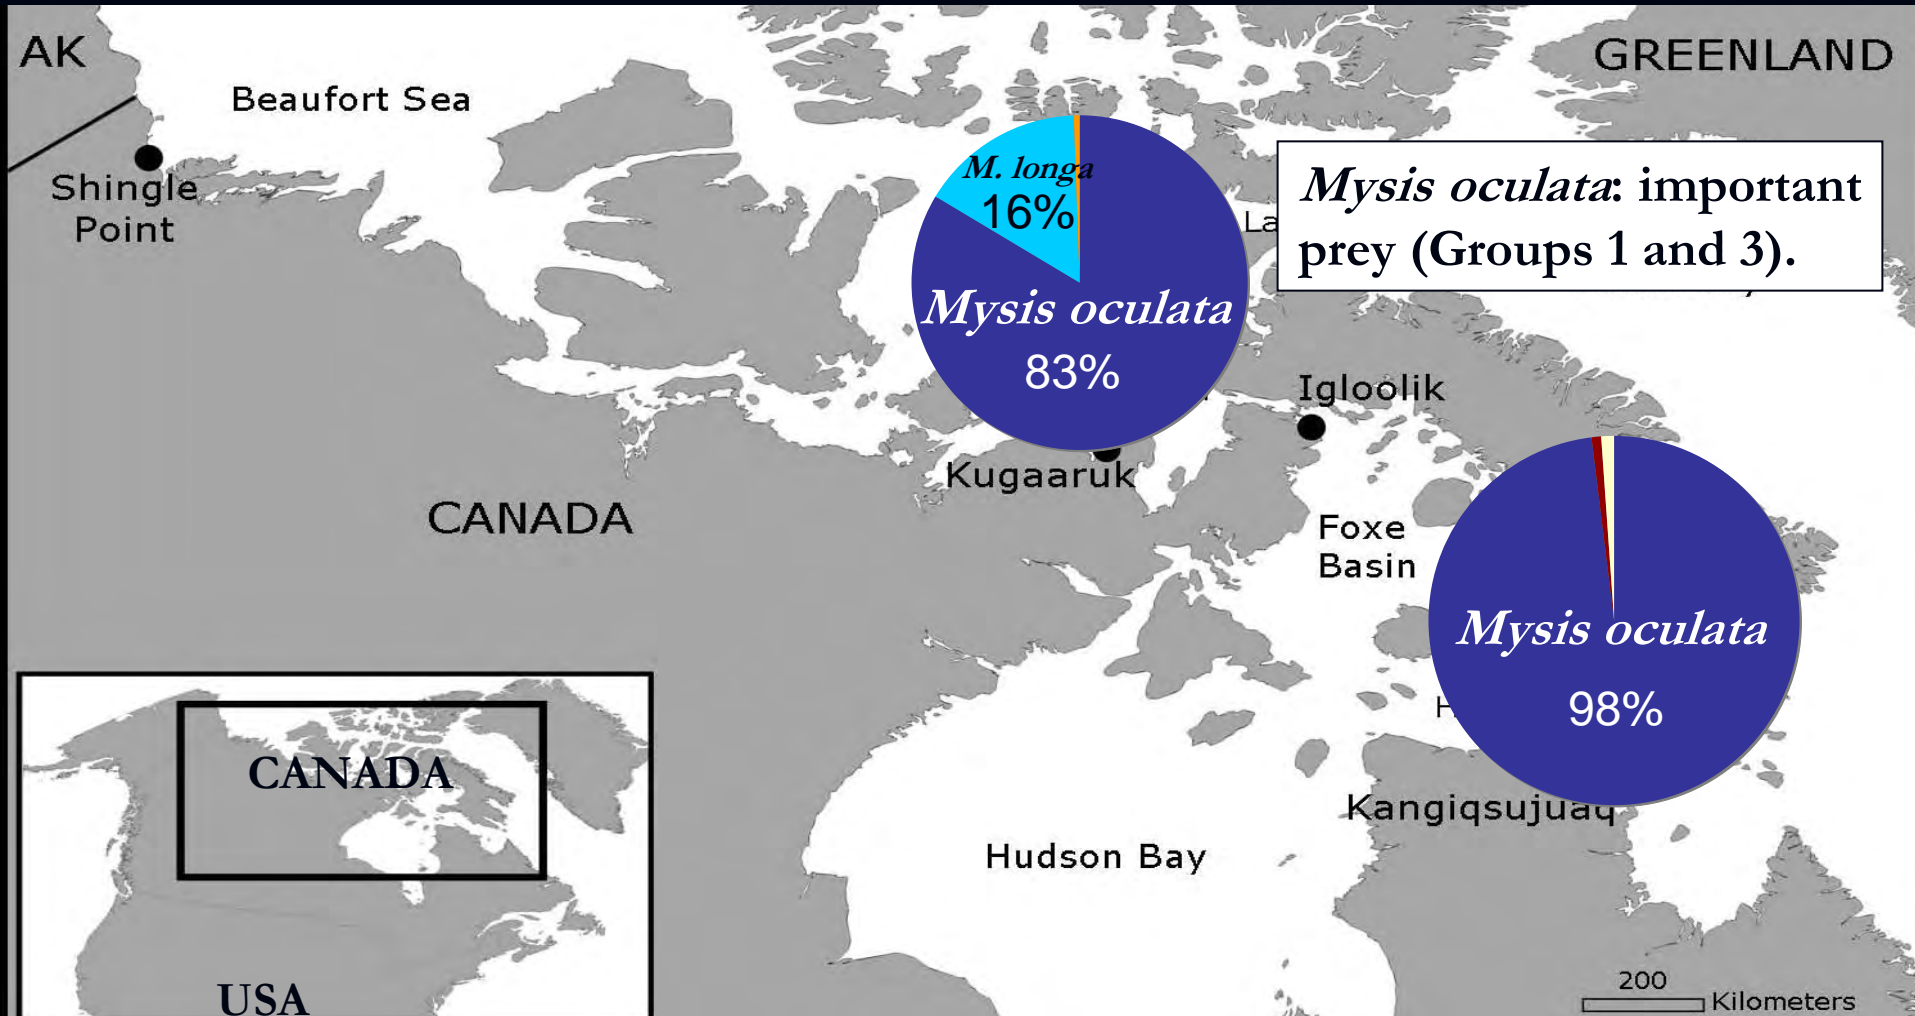 AK
GREENLAND
Beaufort Sea
M. longa
16%
Mysis oculata: important
prey (Groups 1 and 3).
Shingle
Point
La
Mysis oculata
83%
Igloolik
Kugaaruk
CANADA
Foxe
Basin
Mysis oculata
98%
H
CANADA
Kangiqsujuaq
Hudson Bay
USA
200
Kilometers